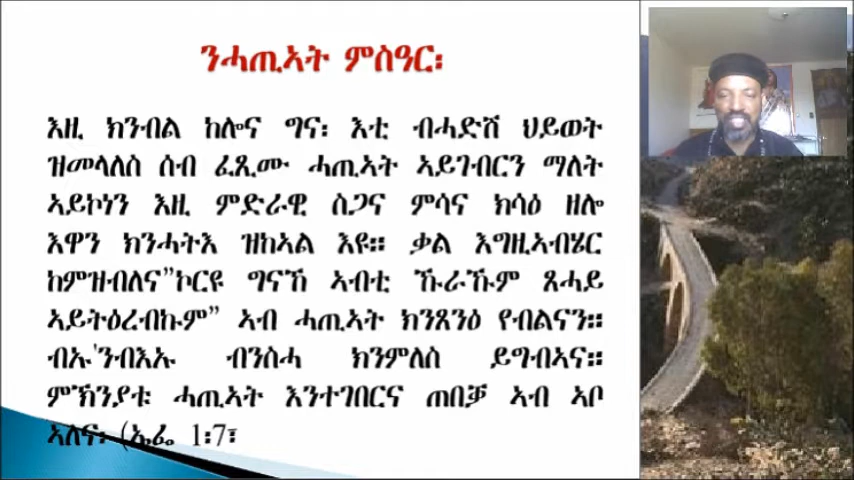 ንሓጢኣት ምስዓር፡
እዚ ክንብል ከሎና ግና፡ እቲ ብሓድሽ ህይወት
ዝመላለስ ሰብ ፈጺሙ ሓጢኣት ኣይገብርን ማለት
ኣይኮነን እዚ ምድራዊ ስጋና ምሳና ክሳዕ ዘሎ
እዋን ክንሓትእ ዝከኣል እዩ። ቃል እግዚኣብሄር
ከምዝብለና”ኮርዩ ግናኸ ኣብቲ ኹራኹም ጸሓይ
ኣይትዕረብኩም” ኣብ ሓጢኣት ክንጸንዕ የብልናን።
ብኡ'ንብእኡ ብንስሓ ክንምለስ ይግብኣና።
ምኽንያቱ ሓጢኣት እንተገበርና ጠበቓ ኣብ ኣቦ
ኣለና፡ (ኤፌ 1፡7፣